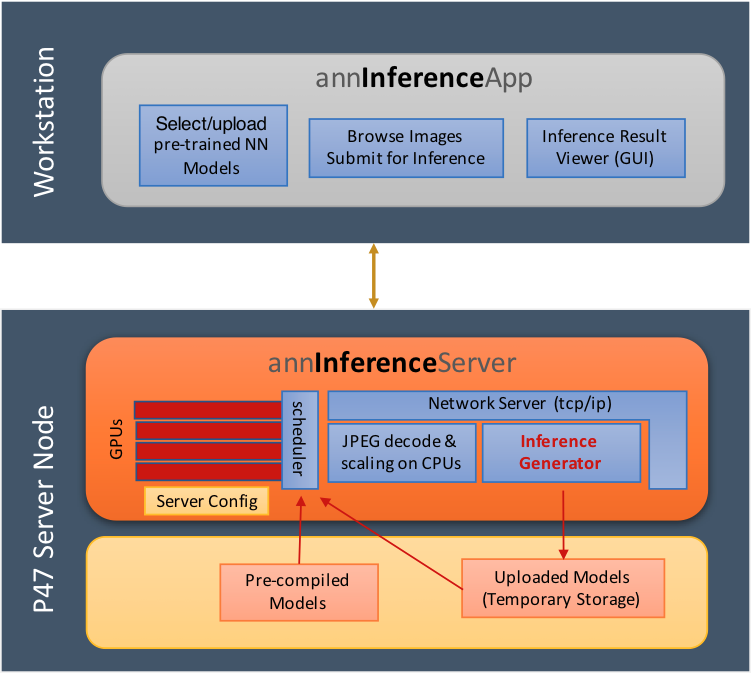 Workstation
annInferenceApp
Select/upload
pre-trained NN
Models
Browse Images
Submit for Inference
Inference Result
Viewer (GUI)
P47 Server Node
annInferenceServer
GPUs
scheduler
Network Server (tcp/ip)
JPEG decode &
scaling on CPUs
Inference
Generator
Server Config
Pre-compiled
Models
Uploaded Models
(Temporary Storage)